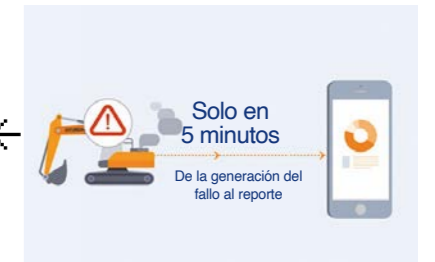 Solo en
5 minutos
De la generación del
fallo al reporte